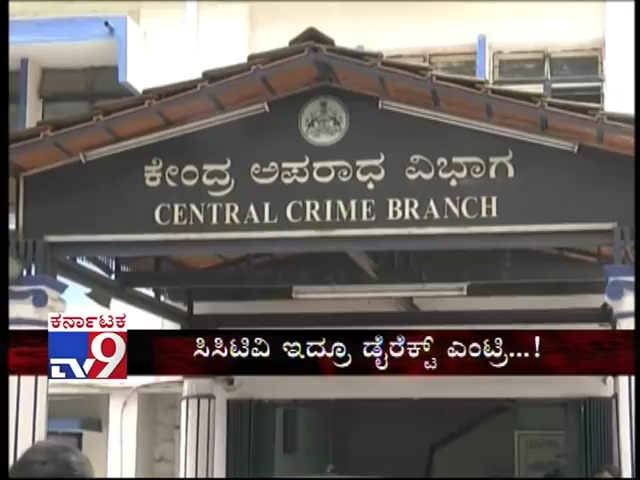 ಕೇಂದ್ರ ಅಪರಾಧ ವಿಭಾಗ
CENTRAL CRIME BRANCH
ಕರ್ನಾಟಕ
TV9
ಸಿಸಿಟಿವಿ ಇದ್ರೂ ಡೈರೆಕ್ಟ್ ಎಂಟ್ರಿ...!